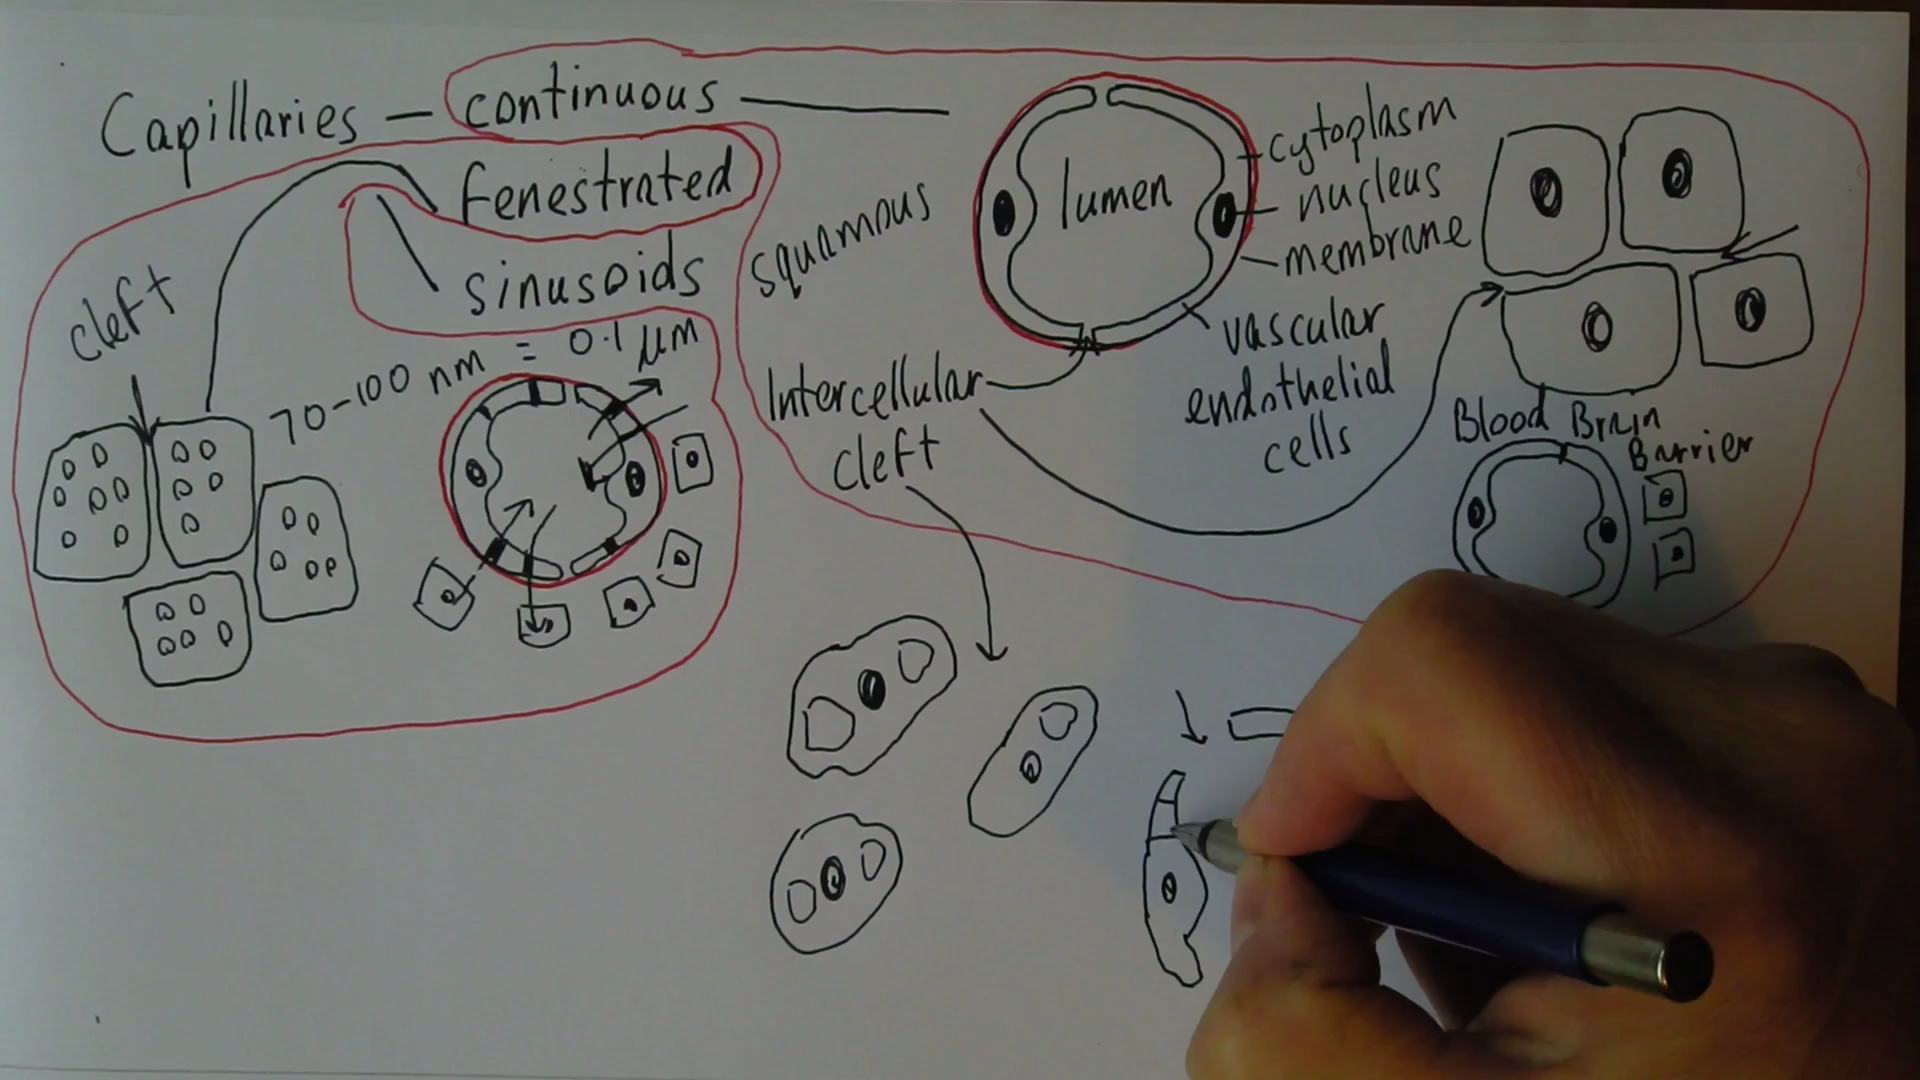 Capillaries — continuous
fenestrated
sinusoids
cleft
70-100 nm = 0.1 µm
squamous
lumen
cytoplasm
nucleus
membrane
vascular
endothelial
cells
Intercellular
cleft
Blood Brain
Barrier